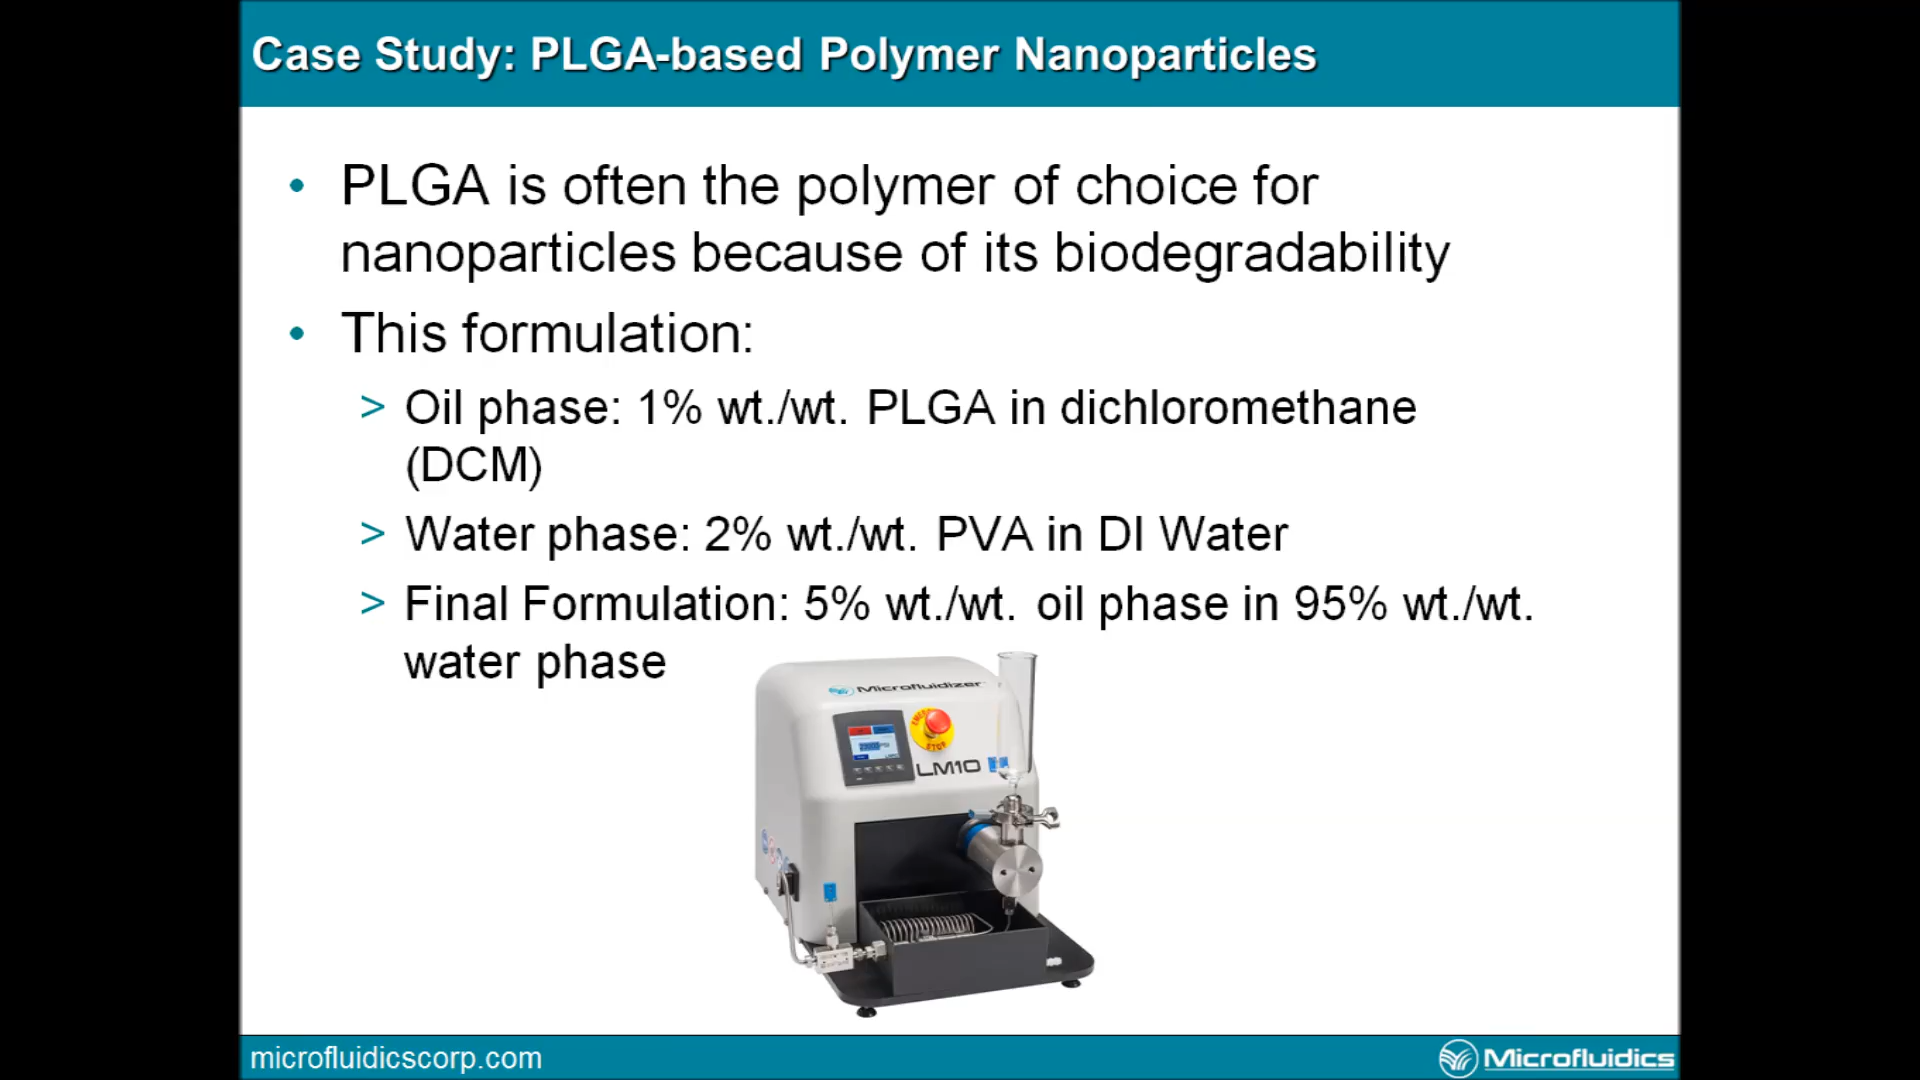 Case Study: PLGA-based Polymer Nanoparticles
• PLGA is often the polymer of choice for
nanoparticles because of its biodegradability
• This formulation:
> Oil phase: 1% wt./wt. PLGA in dichloromethane
(DCM)
> Water phase: 2% wt./wt. PVA in DI Water
> Final Formulation: 5% wt./wt. oil phase in 95% wt./wt.
water phase
Microfluidizer
STOP
LM10
microfluidicscorp.com
Microfluidics